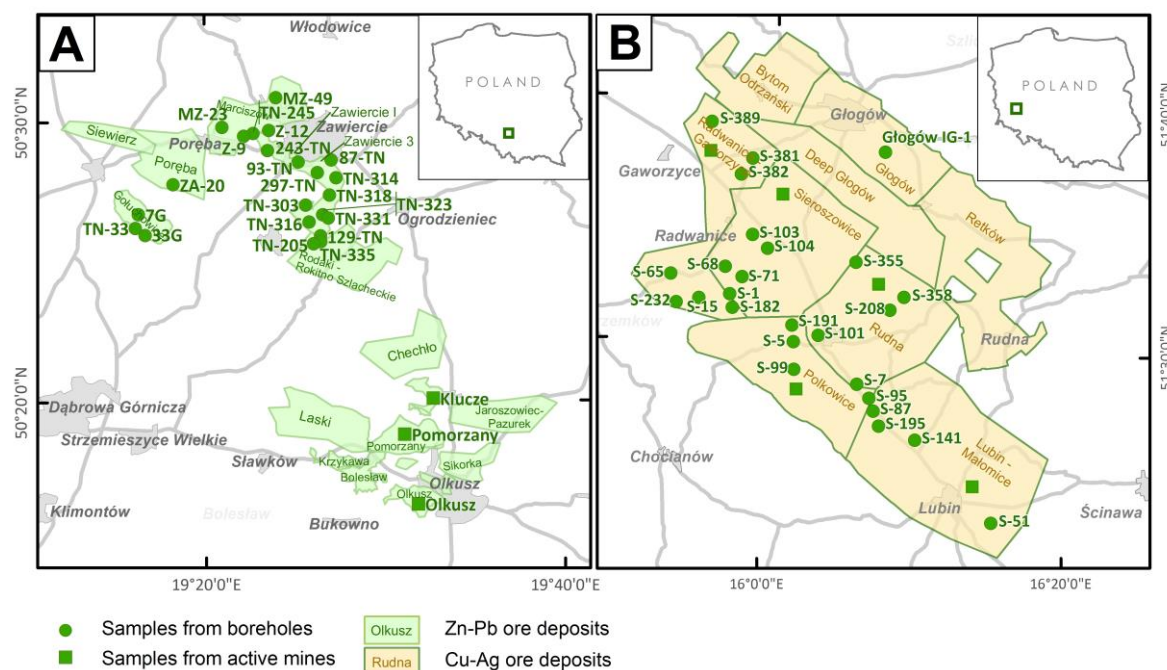 A
Włodowice
POLAND
MZ-49
TN-245
Marciszów
MZ-23
Zawiercie I
Z-12
Zawiercie
50°30'0"N
Siewierz
Poręba
Z-9
243-TN
Zawiercie 3
93-TN
87-TN
Poręba
297-TN
TN-314
ZA-20
TN-318
TN-303
TN-323
7G
TN-316
TN-331
Ogrodzieniec
TN-33
33G
129-TN
TN-205
TN-335
Rodaki -
Rokitno Szlacheckie
Chechło
Klucze
Dąbrowa Górnicza
50°20'0"N
Laski
Jaroszowiec-
Pazurek
Strzemieszyce Wielkie
Pomorzany
Pomorzany
Sławków
Krzykawa
Sikorka
Bolesław
Olkusz
Olkusz
Olkusz
Klimontów
Bolesław
Bukowno
19°20'0"E
19°40'0"E
B
POLAND
Bytom
Odrzański
51°40'0"N
S-389
Głogów
Radwanice
Gaworzyce
Głogów IG-1
Gaworzyce
S-381
S-382
Deep Głogów
Głogów
Sieroszowice
Retków
Radwanice
S-103
S-104
S-65
S-68
S-71
S-355
S-232
S-15
S-1
S-358
S-182
S-208
S-191
S-101
Rudna
Rudna
S-5
51°30'0"N
S-99
Polkowice
S-7
S-95
S-87
S-195
S-141
Lubin -
Małomice
Chocianów
Lubin
S-51
Ścinawa
16°0'0"E
16°20'0"E
Samples from boreholes
Olkusz
Zn-Pb ore deposits
Samples from active mines
Rudna
Cu-Ag ore deposits